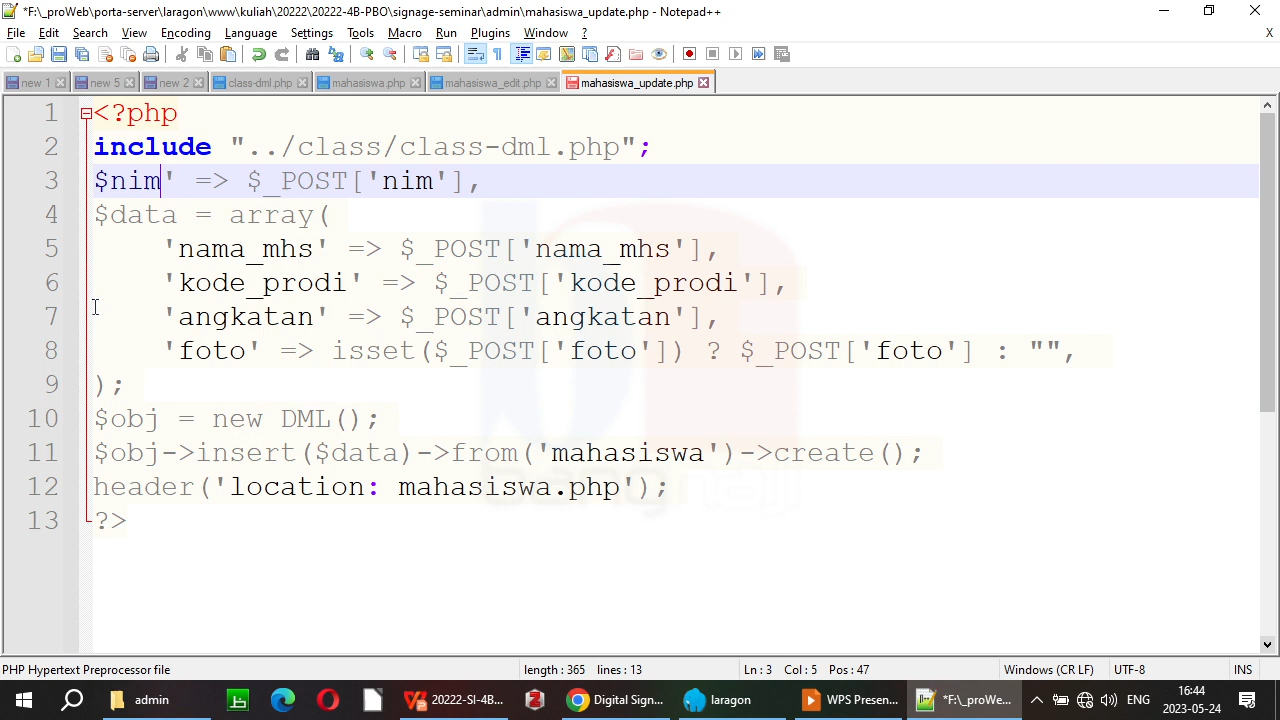 *F:\_proWeb\porta-server\laragon\www\kuliah\20222\20222-4B-PBO\signage-seminar\admin\mahasiswa_update.php - Notepad++
File Edit Search View Encoding Language Settings Tools Macro Run Plugins Window ? X
new 1 new 5 new 2 class-dml.php mahasiswa.php mahasiswa_edit.php mahasiswa_update.php
1 <?php
2 include "../class/class-dml.php";
3 $nim' => $_POST['nim'],
4 $data = array(
5 'nama_mhs' => $_POST['nama_mhs'],
6 'kode_prodi' => $_POST['kode_prodi'],
7 'angkatan' => $_POST['angkatan'],
8 'foto' => isset($_POST['foto']) ? $_POST['foto'] : "",
9 );
10 $obj = new DML();
11 $obj->insert($data)->from('mahasiswa')->create();
12 header('location: mahasiswa.php');
13 ?>
PHP Hypertext Preprocessor file length : 365 lines : 13 Ln : 3 Col : 5 Pos : 47 Windows (CR LF) UTF-8 INS
admin 20222-SI-4B... Digital Sign... laragon WPS Presen... *F:\_proWe... ENG 16:44
2023-05-24